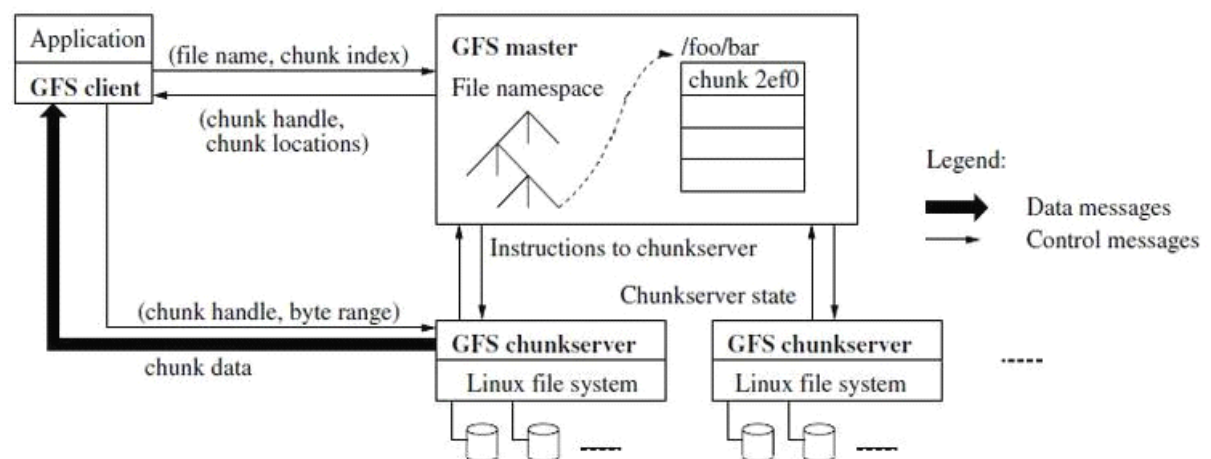 Application
GFS client
(file name, chunk index)
(chunk handle,
chunk locations)
GFS master
File namespace
/foo/bar
chunk 2ef0
Legend:
Data messages
Control messages
Instructions to chunkserver
Chunkserver state
(chunk handle, byte range)
chunk data
GFS chunkserver
Linux file system
GFS chunkserver
Linux file system